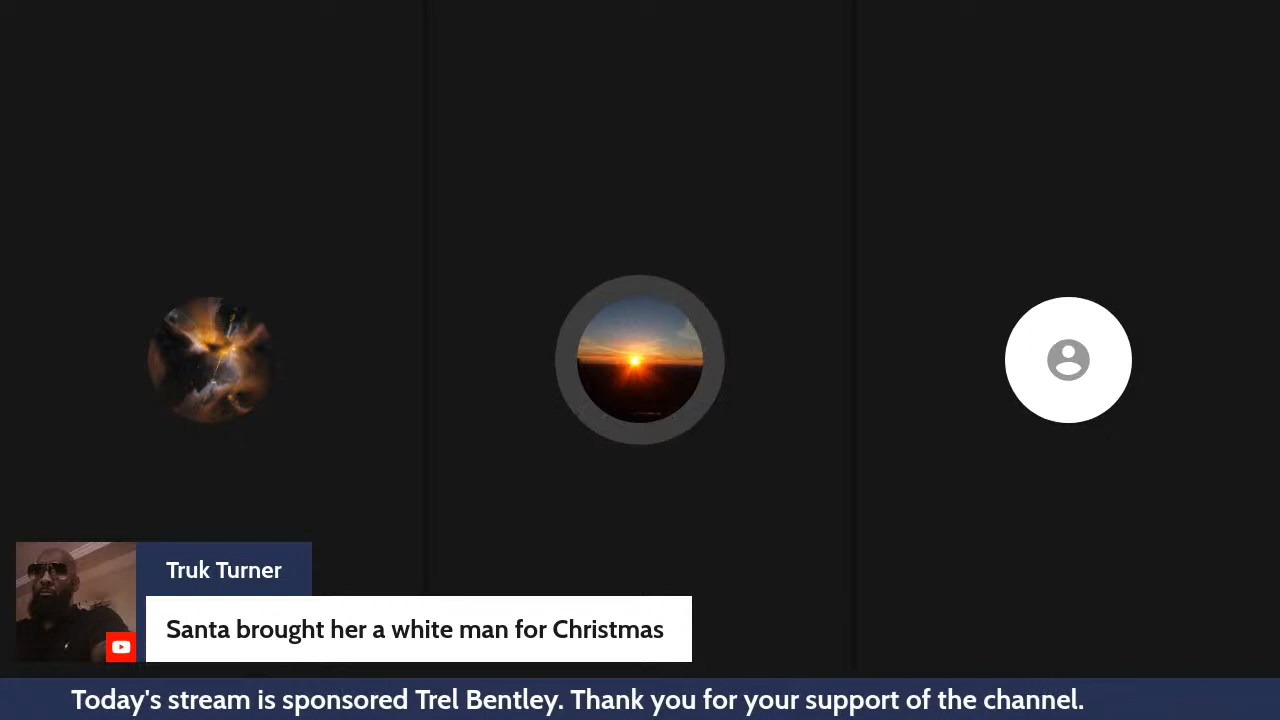 Truk Turner
Santa brought her a white man for Christmas
Today's stream is sponsored Trel Bentley. Thank you for your support of the channel.